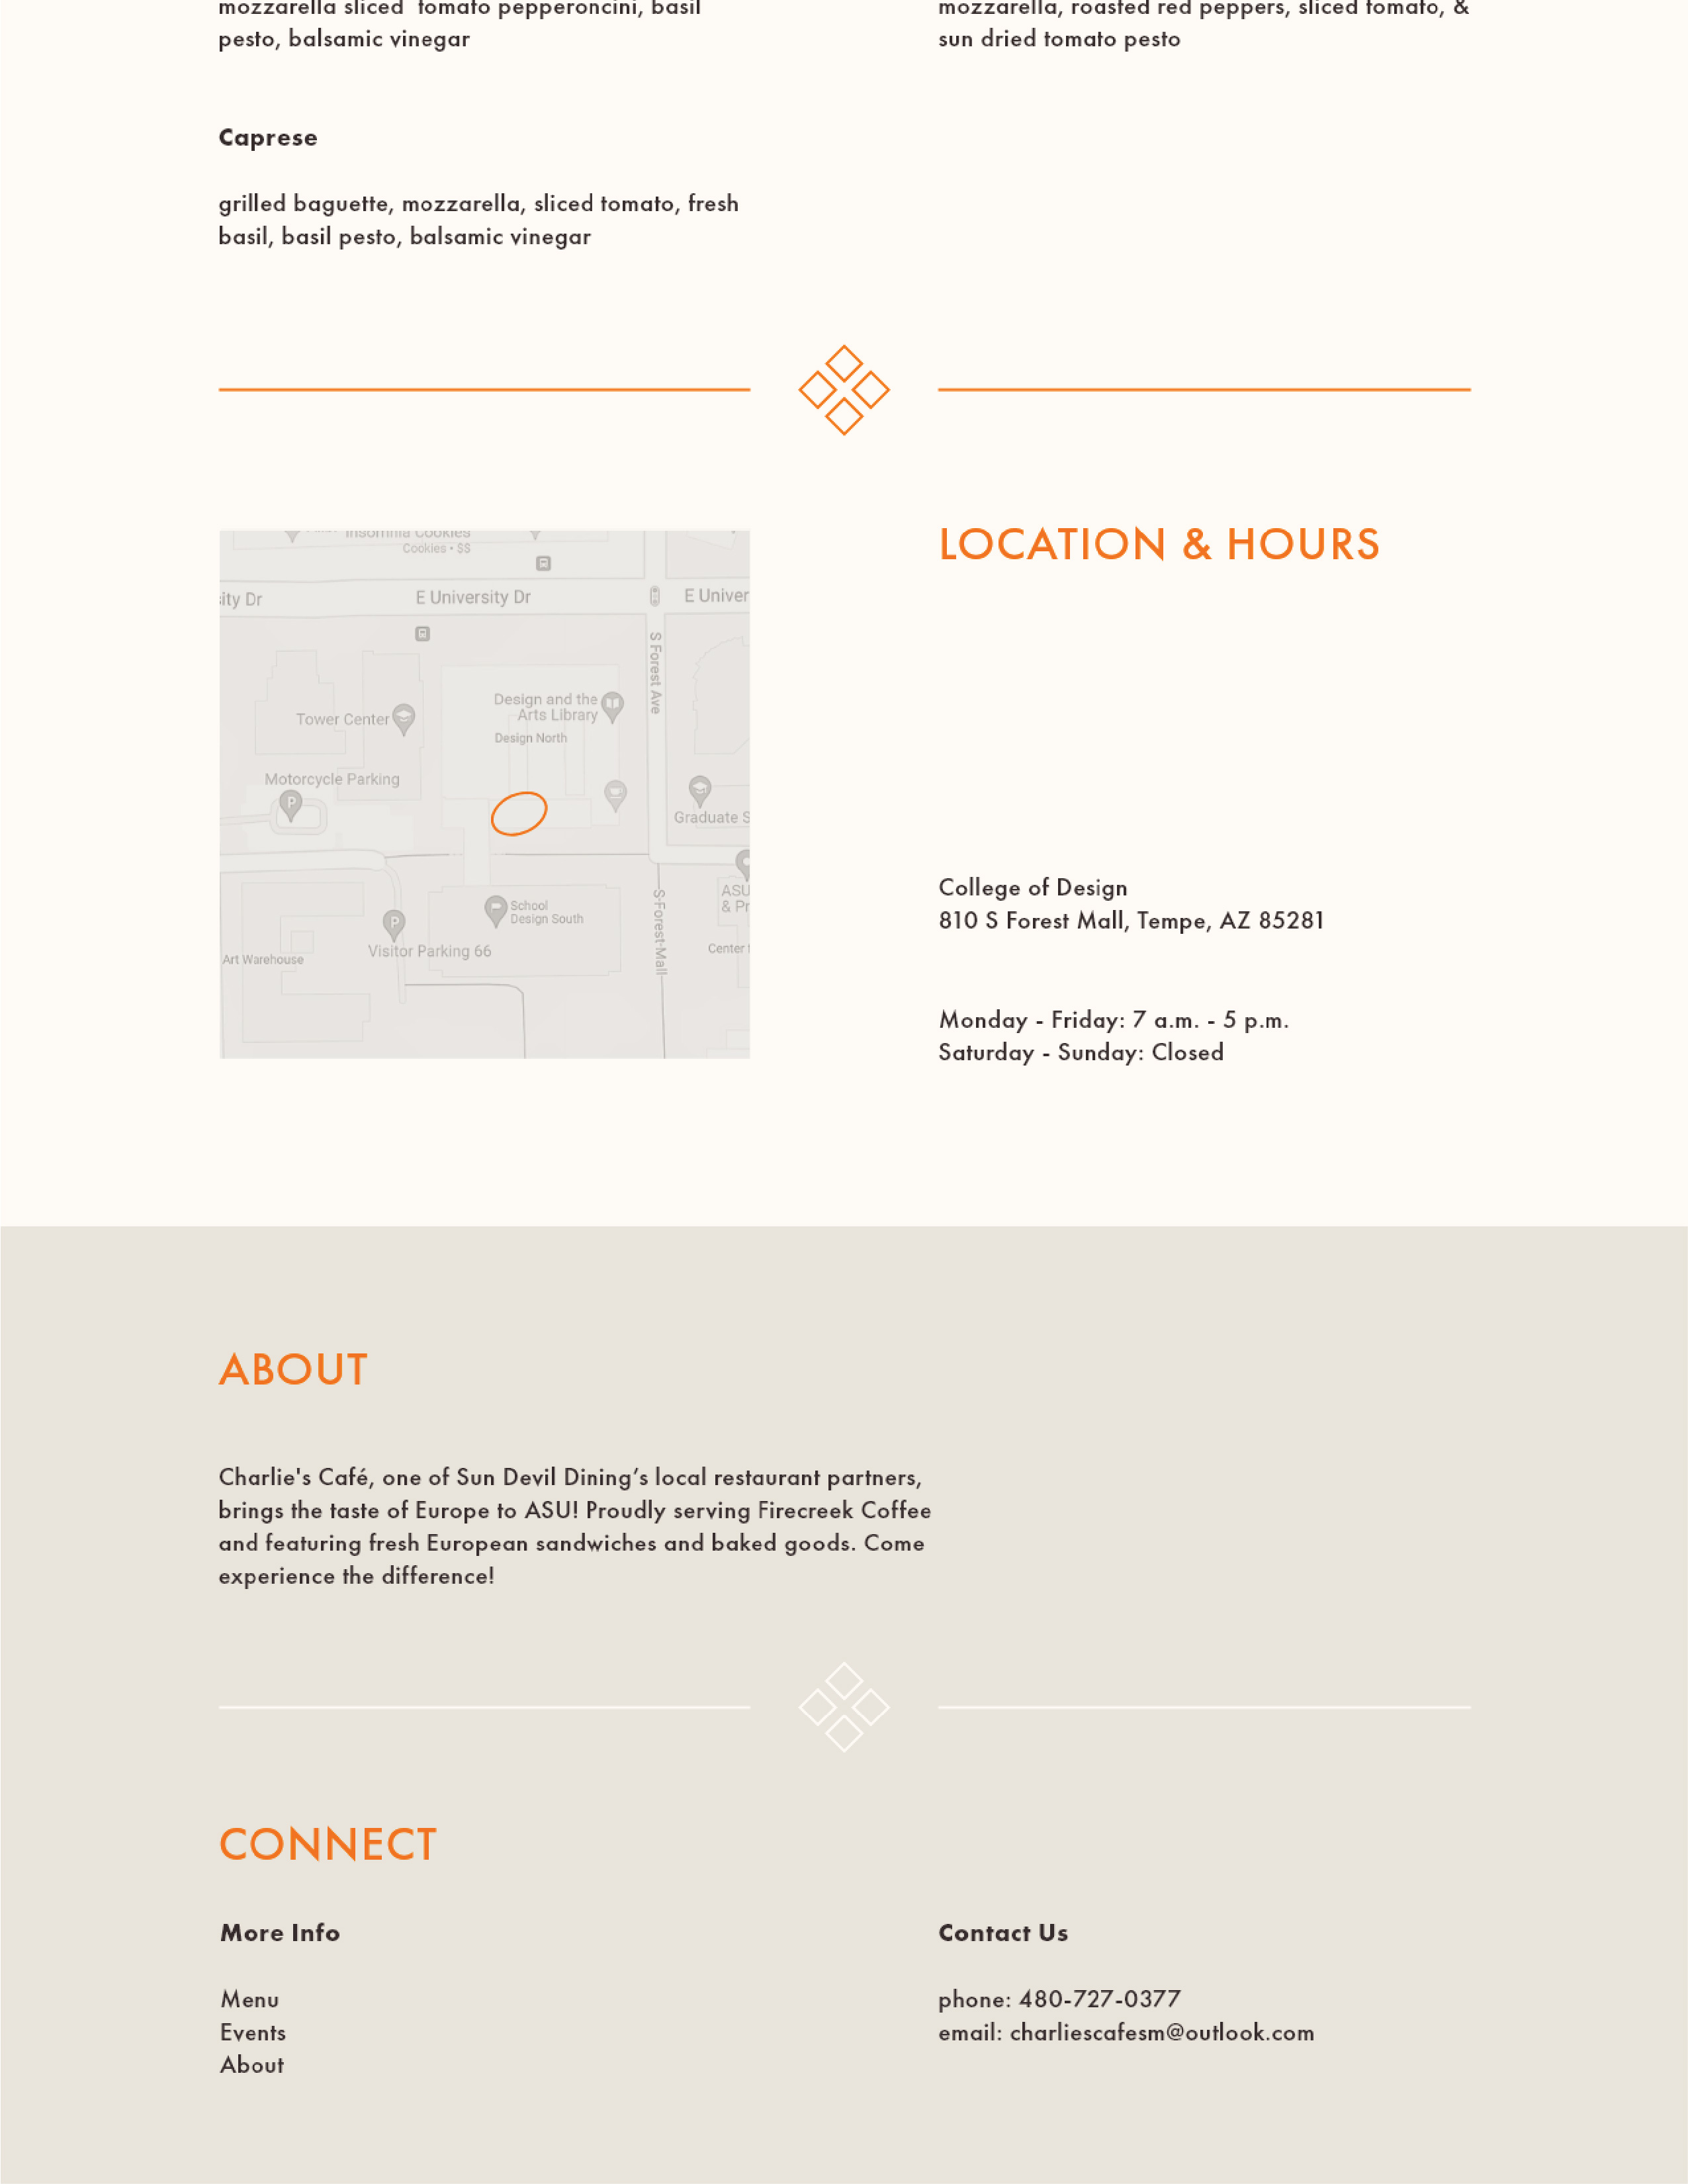 mozzarella sliced  tomato pepperoncini, basil
pesto, balsamic vinegar
mozzarella, roasted red peppers, sliced tomato, &
sun dried tomato pesto
Caprese
grilled baguette, mozzarella, sliced tomato, fresh
basil, basil pesto, balsamic vinegar
Insomnia Cookies
Cookies • $$
ity Dr
E University Dr
E Univer
S Forest Ave
Design and the
Arts Library
Design North
Tower Center
Motorcycle Parking
P
Graduate S
ASU
& Pr
School
Design South
P
Visitor Parking 66
Art Warehouse
S Forest Mall
Center
LOCATION & HOURS
College of Design
810 S Forest Mall, Tempe, AZ 85281
Monday - Friday: 7 a.m. - 5 p.m.
Saturday - Sunday: Closed
ABOUT
Charlie's Café, one of Sun Devil Dining’s local restaurant partners,
brings the taste of Europe to ASU! Proudly serving Firecreek Coffee
and featuring fresh European sandwiches and baked goods. Come
experience the difference!
CONNECT
More Info
Menu
Events
About
Contact Us
phone: 480-727-0377
email: charliescafesm@outlook.com